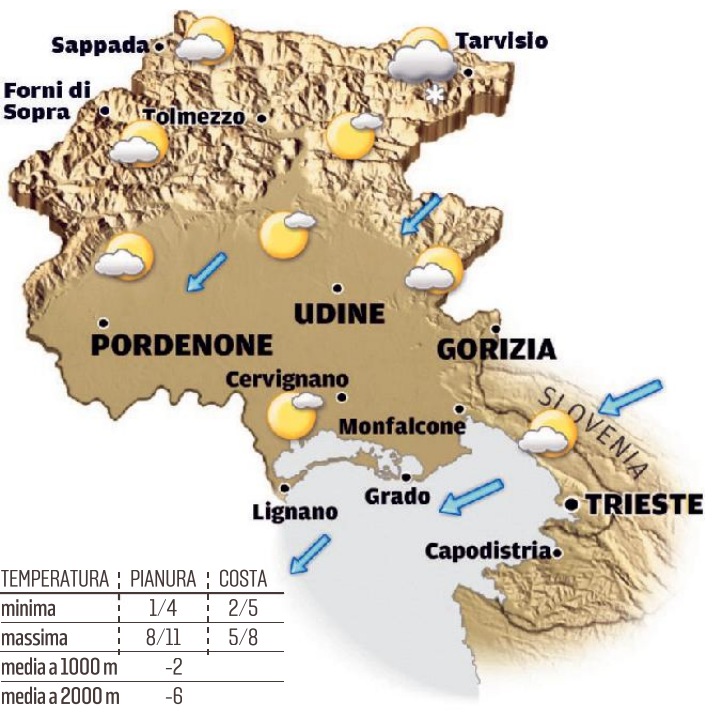 Sappada
Tarvisio
Forni di
Sopra
Tolmezzo
UDINE
PORDENONE
GORIZIA
Cervignano
SLOVENIA
Monfalcone
Grado
Lignano
TRIESTE
Capodistria
TEMPERATURA PIANURA COSTA
minima 1/4 2/5
massima 8/11 5/8
media a 1000 m -2
media a 2000 m -6